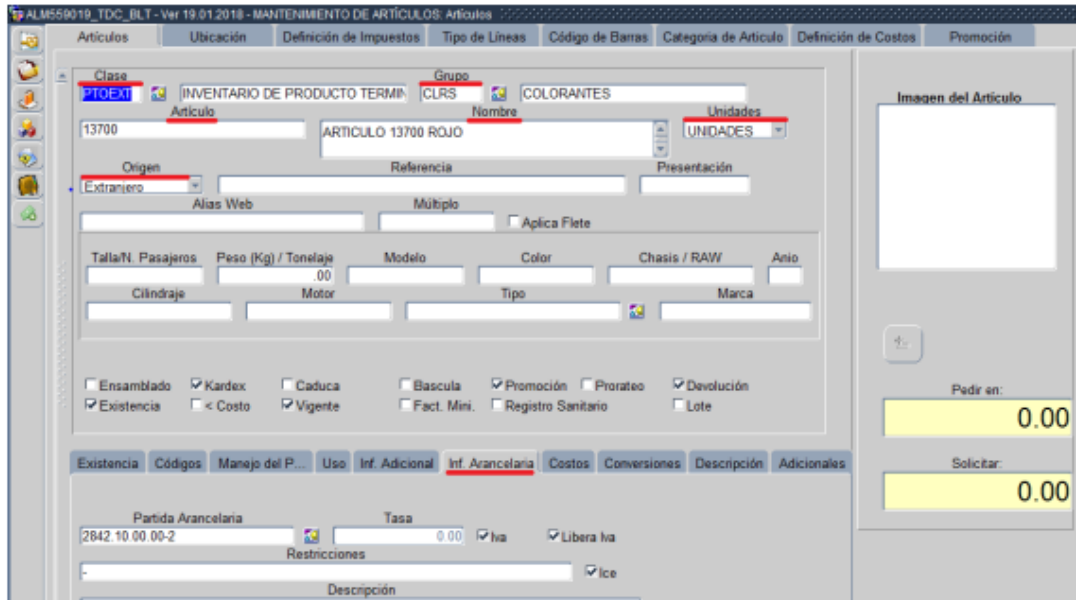 ALM559019_TDC_BLT - Ver 19.01.2018 - MANTENIMIENTO DE ARTÍCULOS: Artículos
Artículos Ubicación Definición de Impuestos Tipo de Líneas Código de Barras Categoria de Articulo Definición de Costos Promoción
Clase Grupo
PTOEXT INVENTARIO DE PRODUCTO TERMIN CLRS COLORANTES
Artículo Nombre Unidades
13700 ARTICULO 13700 ROJO UNIDADES
Origen Referencia Presentación
Extranjero
Alias Web Múltiplo
Aplica Flete
Talla/N. Pasajeros Peso (Kg) / Tonelaje Modelo Color Chasis / RAW Anio
.00
Cilindraje Motor Tipo Marca
Ensamblado Kardex Caduca Bascula Promoción Prorateo Devolución
Existencia < Costo Vigente Fact. Mini. Registro Sanitario Lote
Imagen del Artículo
Pedir en:
0.00
Solicitar:
0.00
Existencia Códigos Manejo del P... Uso Inf. Adicional Inf. Arancelaria Costos Conversiones Descripción Adicionales
Partida Arancelaria Tasa
2842.10.00.00-2 0.00 Iva Libera Iva
Restricciones
- Ice
Descripción